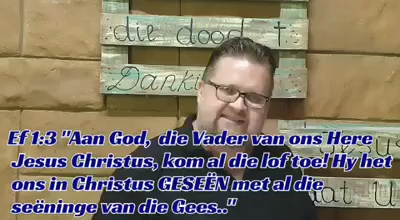 die dood t
Danki
Ef 1:3 "Aan God, die Vader van ons Here
Jesus Christus, kom al die lof toe! Hy het
ons in Christus GESEËN met al die
seëninge van die Gees.."
at U